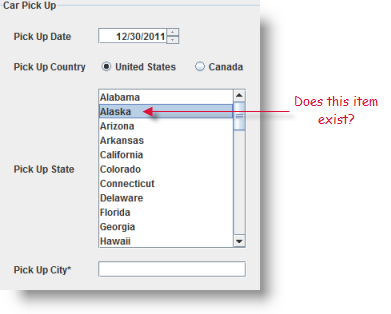 Car Pick Up
Pick Up Date 12/30/2011
Pick Up Country United States Canada
Pick Up State
Alabama
Alaska
Arizona
Arkansas
California
Colorado
Connecticut
Delaware
Florida
Georgia
Hawaii
Does this item
exist?
Pick Up City*